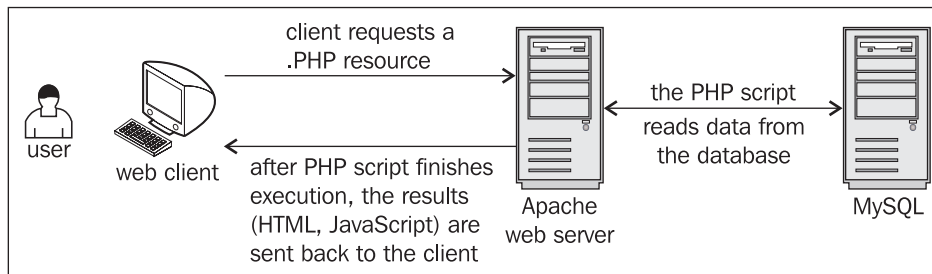 client requests a
.PHP resource
user
web client
after PHP script finishes
execution, the results
(HTML, JavaScript) are
sent back to the client
Apache
web server
the PHP script
reads data from
the database
MySQL